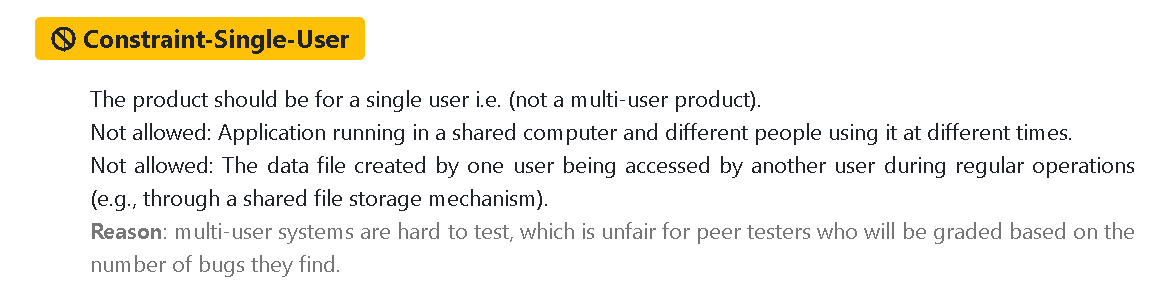 Constraint-Single-User
The product should be for a single user i.e. (not a multi-user product).
Not allowed: Application running in a shared computer and different people using it at different times.
Not allowed: The data file created by one user being accessed by another user during regular operations
(e.g., through a shared file storage mechanism).
Reason: multi-user systems are hard to test, which is unfair for peer testers who will be graded based on the
number of bugs they find.